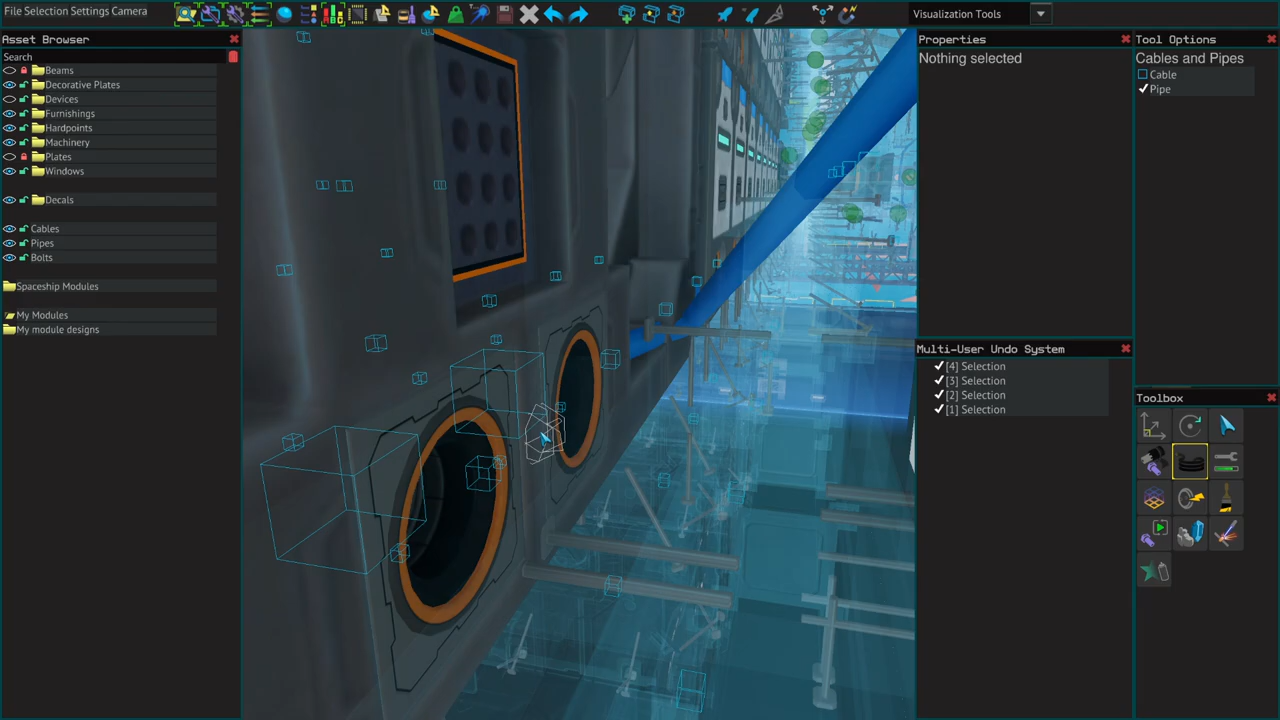 File Selection Settings Camera
Visualization Tools
Asset Browser
Search
Beams
Decorative Plates
Devices
Furnishings
Hardpoints
Machinery
Plates
Windows
Decals
Cables
Pipes
Bolts
Spaceship Modules
My Modules
My module designs
Properties
Nothing selected
Multi-User Undo System
[4] Selection
[3] Selection
[2] Selection
[1] Selection
Tool Options
Cables and Pipes
Cable
Pipe
Toolbox